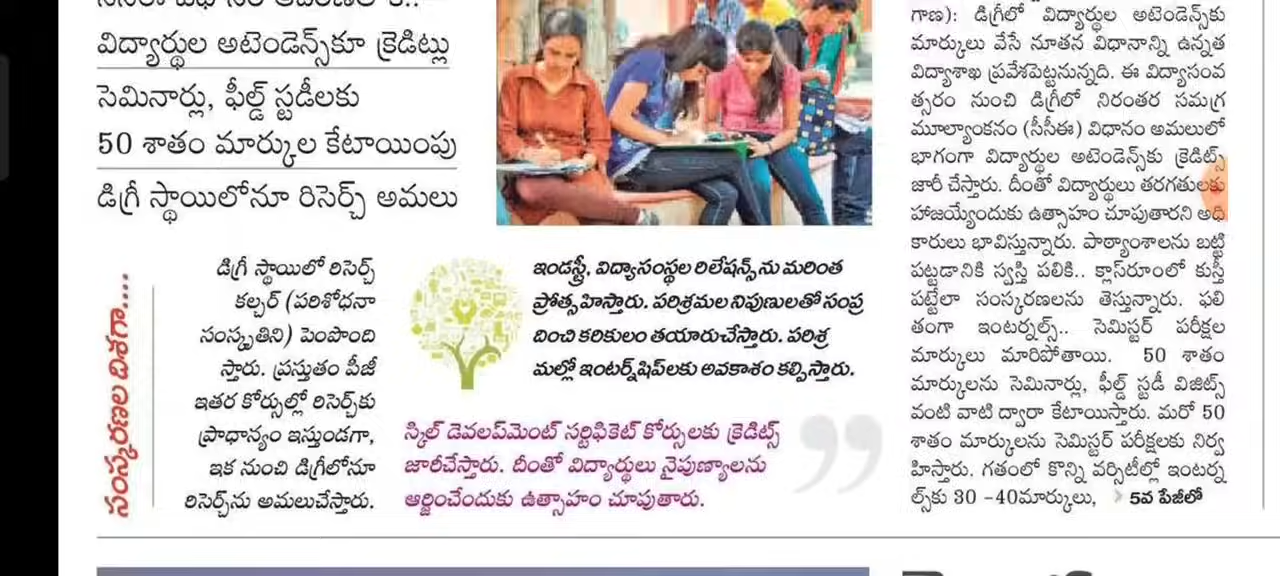 విద్యార్థుల అటెండెన్స్‌కూ క్రెడిట్లు
సెమినార్లు, ఫీల్డ్ స్టడీలకు
50 శాతం మార్కుల కేటాయింపు
డిగ్రీ స్థాయిలోనూ రిసెర్చ్ అమలు
సంస్కరణల దిశగా....
డిగ్రీ స్థాయిలో రిసెర్చ్
కల్చర్ (పరిశోధనా
సంస్కృతిని) పెంపొంది
స్తారు. ప్రస్తుతం పీజీ
ఇతర కోర్సుల్లో రిసెర్చ్‌కు
ప్రాధాన్యం ఇస్తుండగా,
ఇక నుంచి డిగ్రీలోనూ
రిసెర్చ్‌ను అమలుచేస్తారు.
ఇండస్ట్రీ, విద్యాసంస్థల రిలేషన్స్‌ను మరింత
ప్రోత్సహిస్తారు. పరిశ్రమల నిపుణులతో సంప్ర
దించి కరికులం తయారుచేస్తారు. పరిశ్ర
మల్లో ఇంటర్న్‌షిప్‌లకు అవకాశం కల్పిస్తారు.
స్కిల్ డెవలప్‌మెంట్ సర్టిఫికెట్ కోర్సులకు క్రెడిట్స్
జారీచేస్తారు. దీంతో విద్యార్థులు నైపుణ్యాలను
ఆర్జించేందుకు ఉత్సాహం చూపుతారు.
గాణ): డిగ్రీలో విద్యార్థుల అటెండెన్స్‌కు
మార్కులు వేసే నూతన విధానాన్ని ఉన్నత
విద్యాశాఖ ప్రవేశపెట్టనున్నది. ఈ విద్యాసంవ
త్సరం నుంచి డిగ్రీలో నిరంతర సమగ్ర
మూల్యాంకనం (సీసీఈ) విధానం అమలులో
భాగంగా విద్యార్థుల అటెండెన్స్‌కు క్రెడిట్స్
జారీ చేస్తారు. దీంతో విద్యార్థులు తరగతులకు
హాజయ్యేందుకు ఉత్సాహం చూపుతారని అధి
కారులు భావిస్తున్నారు. పాఠ్యాంశాలను బట్టి
పట్టడానికి స్వస్తి పలికి.. క్లాస్‌రూంలో కుస్తీ
పట్టేలా సంస్కరణలను తెస్తున్నారు. ఫలి
తంగా ఇంటర్నల్స్.. సెమిస్టర్ పరీక్షల
మార్కులు మారిపోతాయి. 50 శాతం
మార్కులను సెమినార్లు, ఫీల్డ్ స్టడీ విజిట్స్
వంటి వాటి ద్వారా కేటాయిస్తారు. మరో 50
శాతం మార్కులను సెమిస్టర్ పరీక్షలకు నిర్వ
హిస్తారు. గతంలో కొన్ని వర్సిటీల్లో ఇంటర్న
ల్స్‌కు 30 -40మార్కులు, 5వ పేజీలో